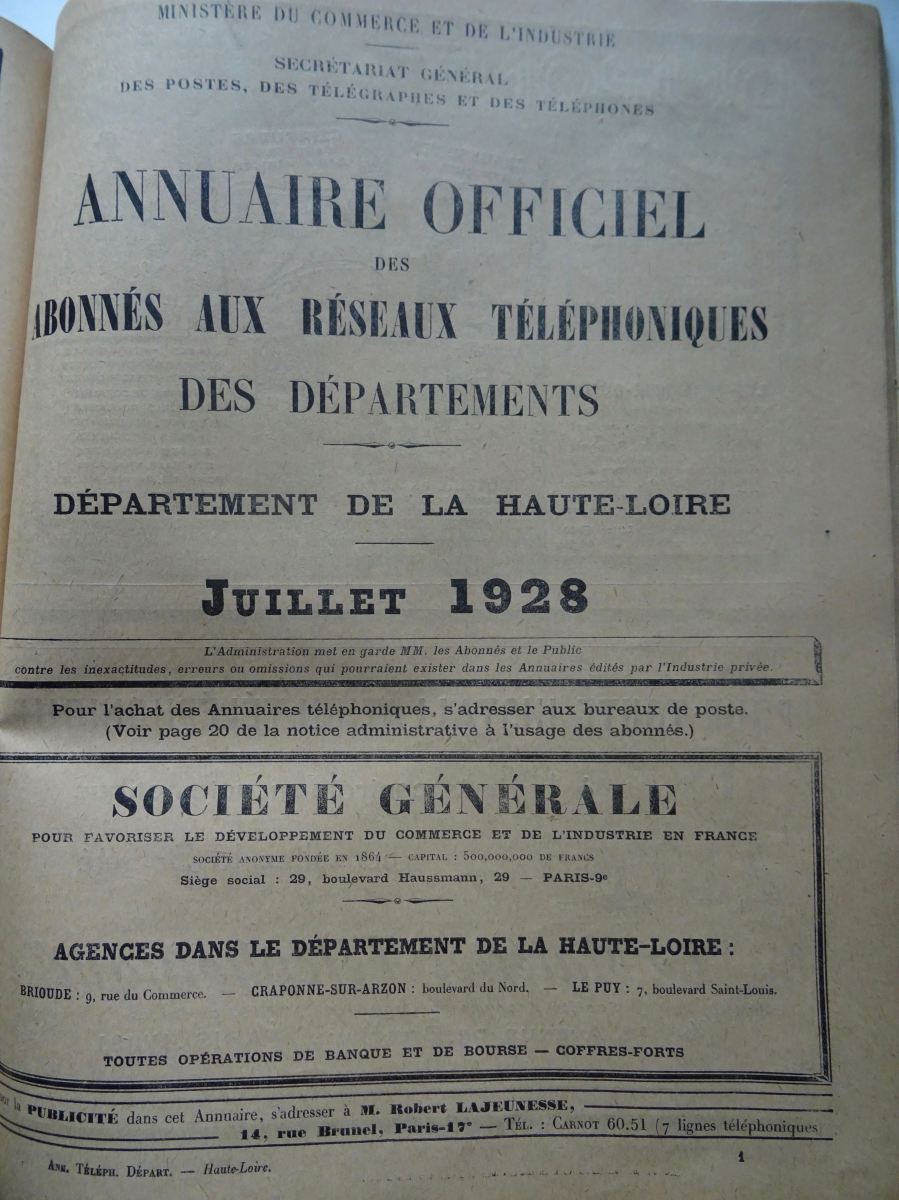 MINISTÈRE DU COMMERCE ET DE L'INDUSTRIE
SECRÉTARIAT GÉNÉRAL
DES POSTES, DES TÉLÉGRAPHES ET DES TÉLÉPHONES
ANNUAIRE OFFICIEL
DES
ABONNÉS AUX RÉSEAUX TÉLÉPHONIQUES
DES DÉPARTEMENTS
DÉPARTEMENT DE LA HAUTE-LOIRE
JUILLET 1928
L'Administration met en garde MM. les Abonnés et le Public
contre les inexactitudes, erreurs ou omissions qui pourraient exister dans les Annuaires édités par l'Industrie privée.
Pour l'achat des Annuaires téléphoniques, s'adresser aux bureaux de poste.
(Voir page 20 de la notice administrative à l'usage des abonnés.)
SOCIÉTÉ GÉNÉRALE
POUR FAVORISER LE DÉVELOPPEMENT DU COMMERCE ET DE L'INDUSTRIE EN FRANCE
SOCIÉTÉ ANONYME FONDÉE EN 1864 — CAPITAL : 500,000,000 DE FRANCS
Siège social : 29, boulevard Haussmann, 29 — PARIS-9e
AGENCES DANS LE DÉPARTEMENT DE LA HAUTE-LOIRE :
BRIOUDE : 9, rue du Commerce. — CRAPONNE-SUR-ARZON : boulevard du Nord. — LE PUY : 7, boulevard Saint-Louis.
TOUTES OPÉRATIONS DE BANQUE ET DE BOURSE — COFFRES-FORTS
la PUBLICITÉ dans cet Annnaire, s'adresser à M. Robert LAJEUNESSE,
14, rue Brunel, Paris-17e — TÉL. : CARNOT 60.51 (7 lignes téléphoniques
ANN. TÉLÉPH. DÉPART. — Haute-Loire.
1